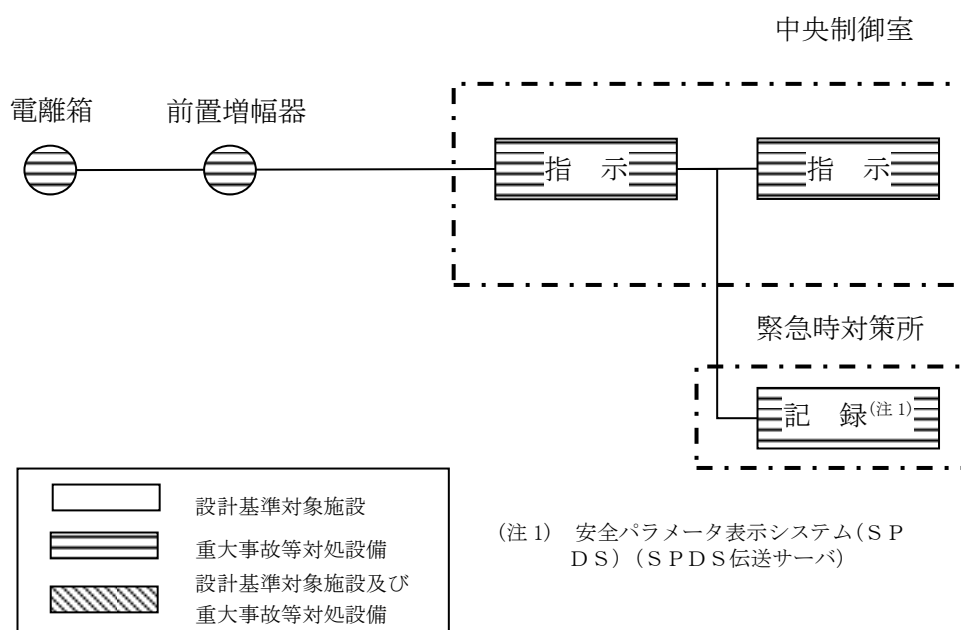 中央制御室
電離箱
前置増幅器
指 示
指 示
緊急時対策所
記 録(注1)
設計基準対象施設
重大事故等対処設備
設計基準対象施設及び
重大事故等対処設備
(注1) 安全パラメータ表示システム(SP
DS)(SPDS伝送サーバ)